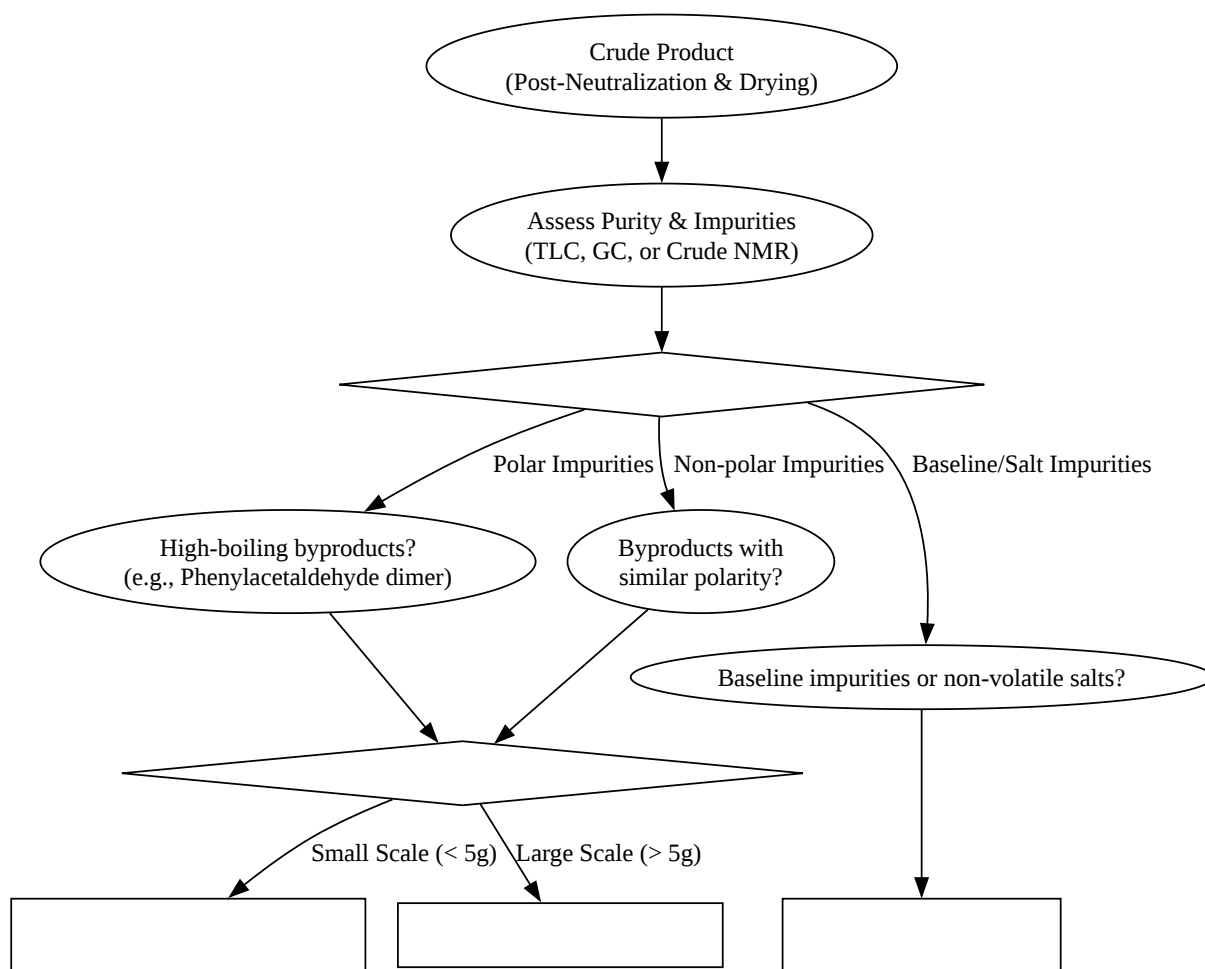 Crude Product
(Post-Neutralization & Drying)
Assess Purity & Impurities
(TLC, GC, or Crude NMR)
Polar Impurities
Non-polar Impurities
Baseline/Salt Impurities
High-boiling byproducts?
(e.g., Phenylacetaldehyde dimer)
Byproducts with
similar polarity?
Baseline impurities or non-volatile salts?
Small Scale (< 5g)
Large Scale (> 5g)